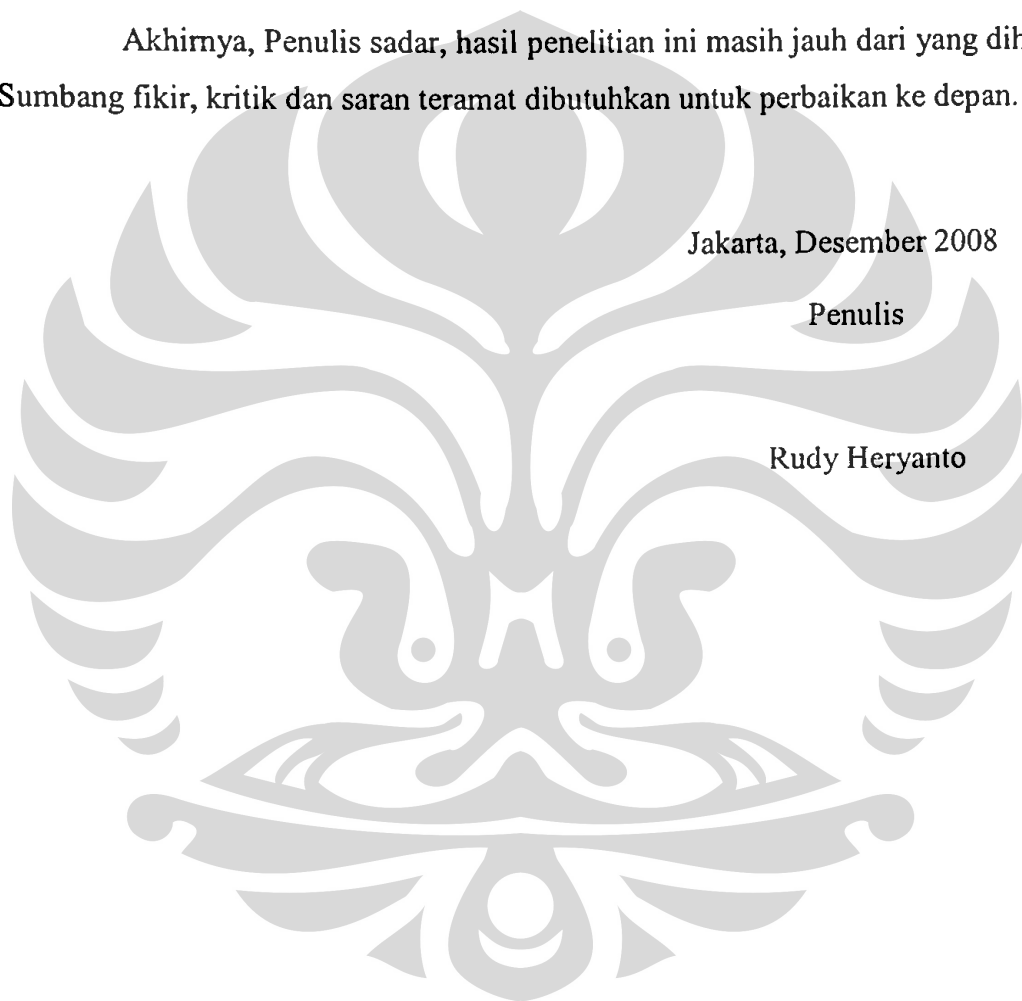 Akhirnya, Penulis sadar, hasil penelitian ini masih jauh dari yang
Sumbang fikir, kritik dan saran teramat dibutuhkan untuk perbaikan ke depan.
Jakarta, Desember 2008
Penulis
Rudy Heryanto